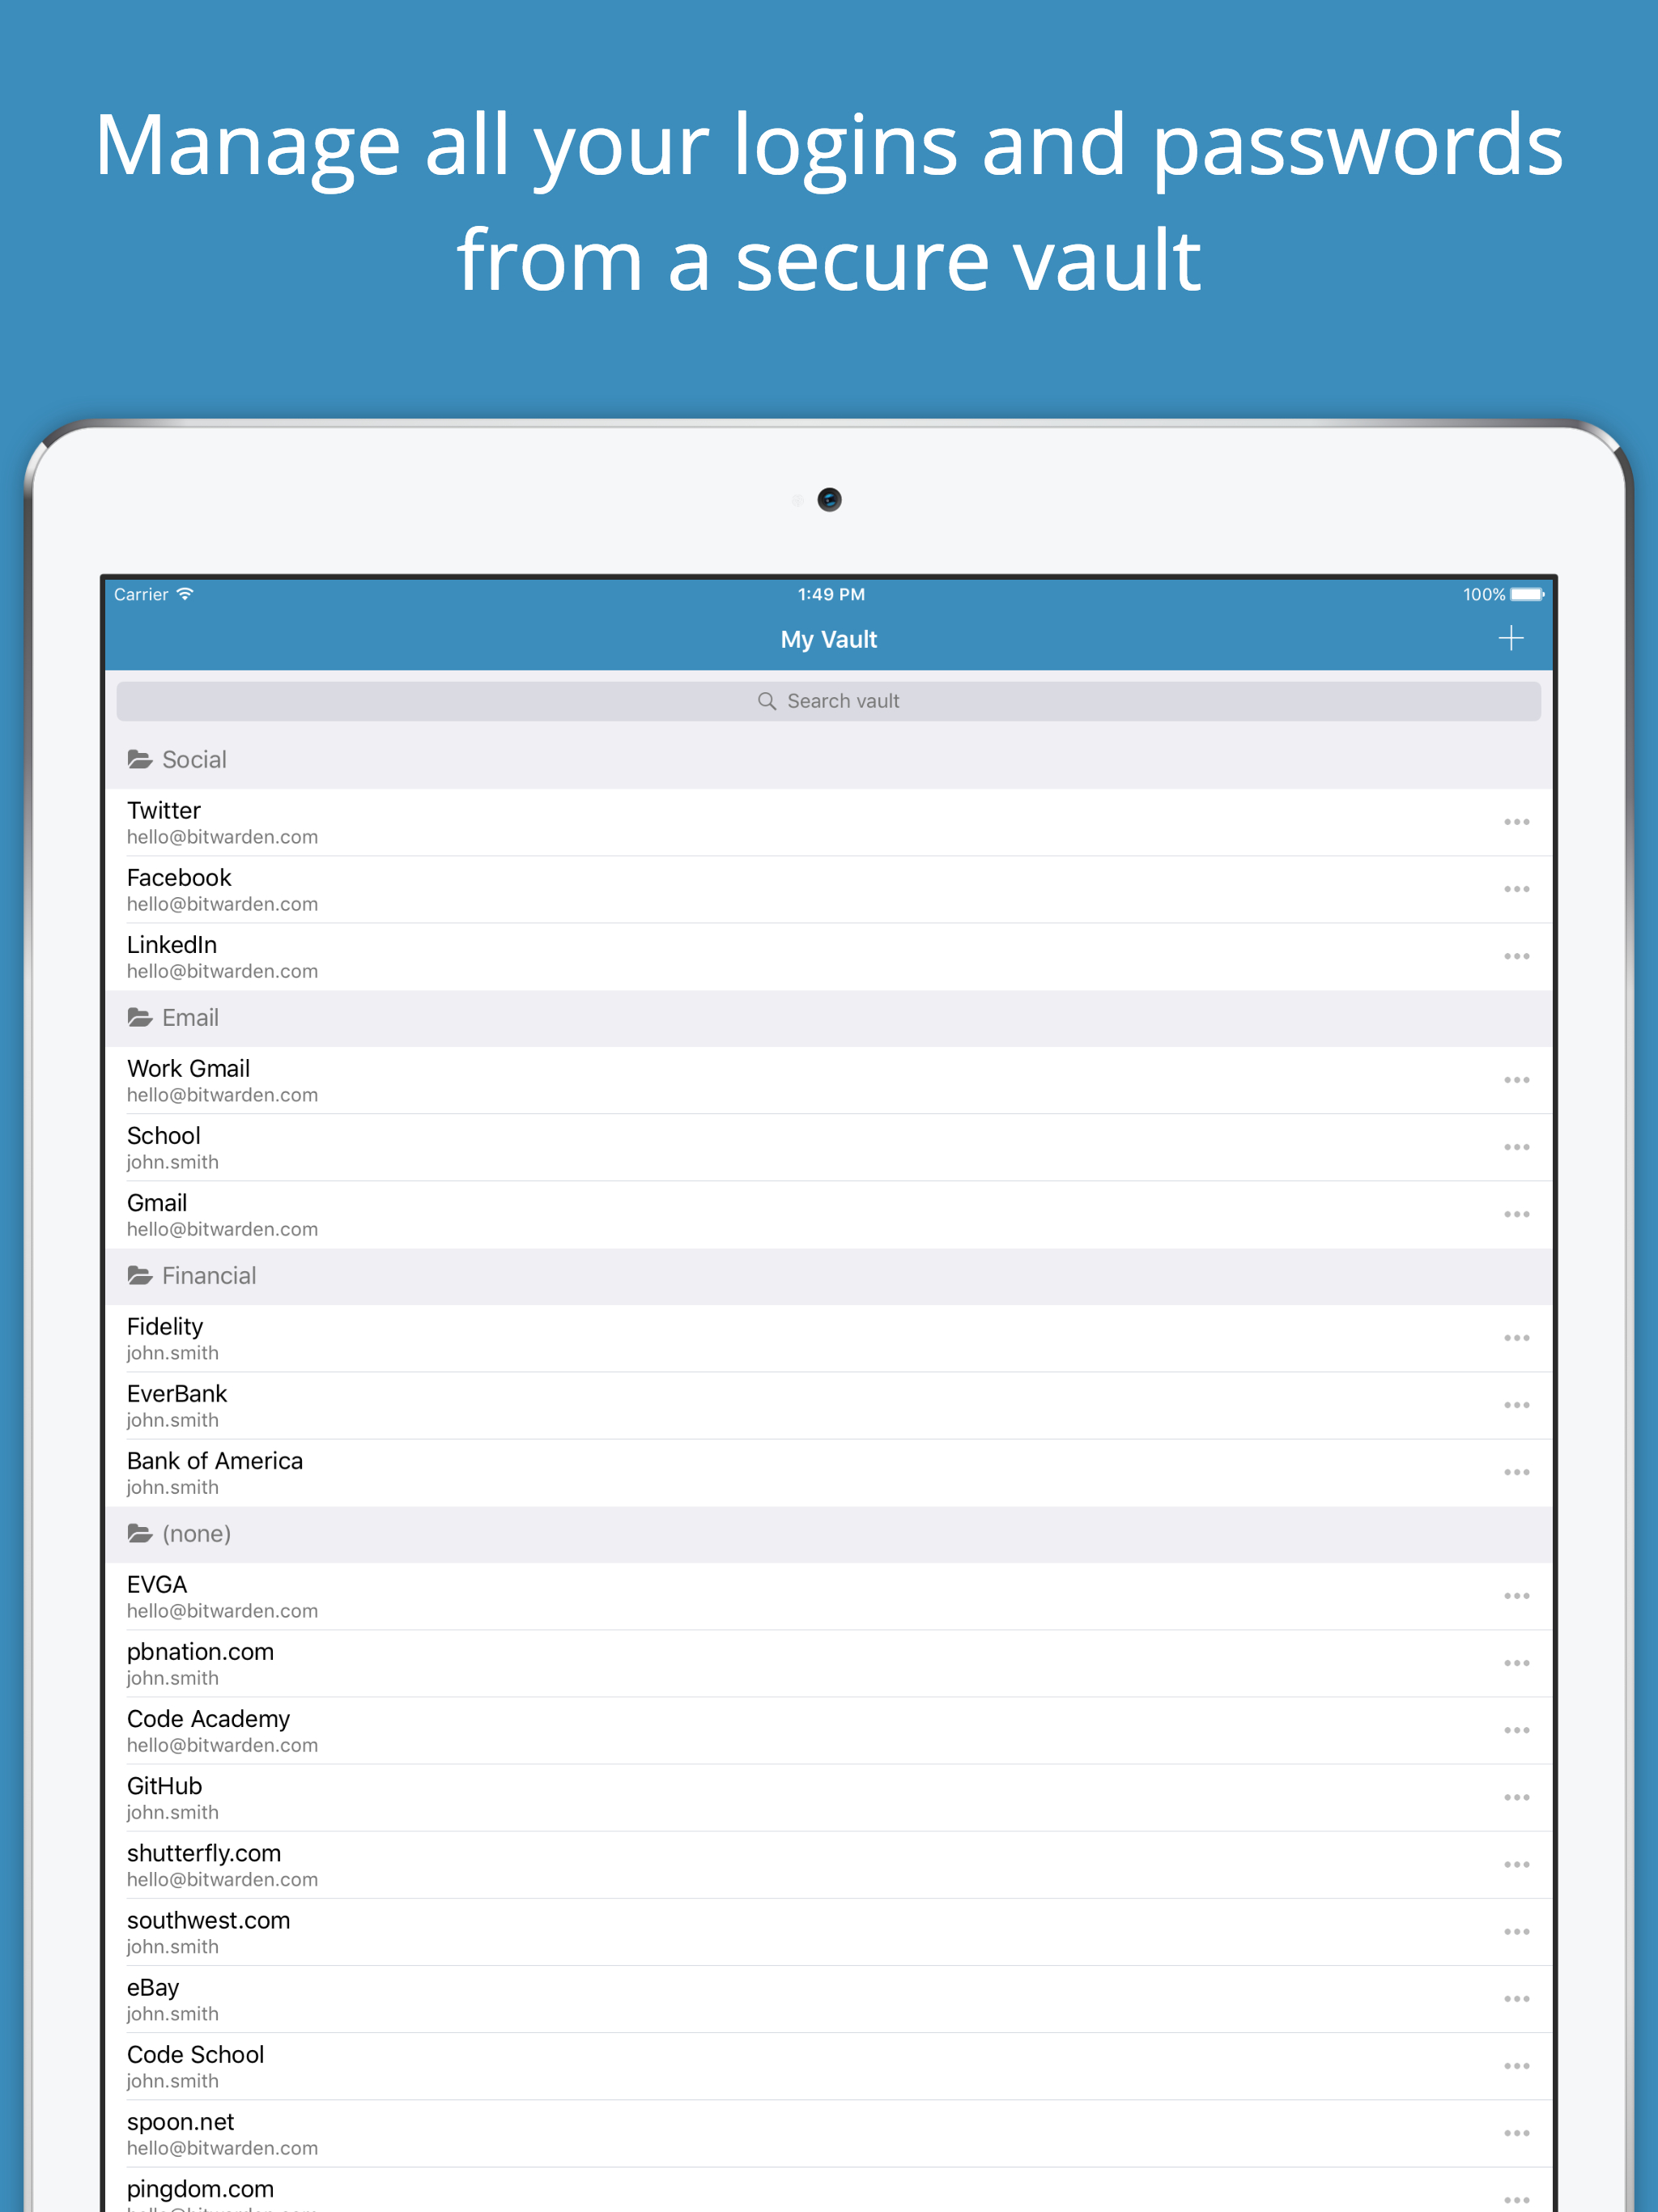 Manage all your logins and passwords
from a secure vault
Carrier 1:49 PM 100%
My Vault
Search vault
Social
Twitter
hello@bitwarden.com
Facebook
hello@bitwarden.com
LinkedIn
hello@bitwarden.com
Email
Work Gmail
hello@bitwarden.com
School
john.smith
Gmail
hello@bitwarden.com
Financial
Fidelity
john.smith
EverBank
john.smith
Bank of America
john.smith
(none)
EVGA
hello@bitwarden.com
pbnation.com
john.smith
Code Academy
hello@bitwarden.com
GitHub
john.smith
shutterfly.com
hello@bitwarden.com
southwest.com
john.smith
eBay
john.smith
Code School
john.smith
spoon.net
hello@bitwarden.com
pingdom.com